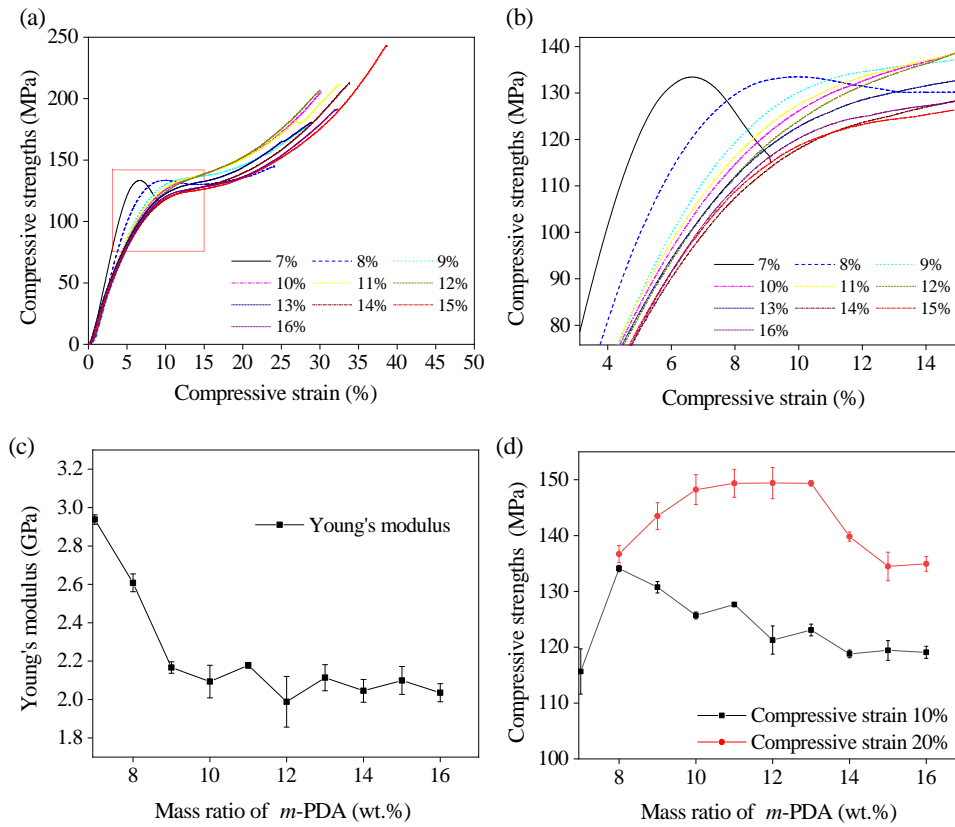 (a)
250
200
150
100
50
0
0 5 10 15 20 25 30 35 40 45 50
Compressive strengths (MPa)
Compressive strain (%)
7% 8% 9%
10% 11% 12%
13% 14% 15%
16%
(b)
140
130
120
110
100
90
80
4 6 8 10 12 14
Compressive strengths (MPa)
Compressive strain (%)
7% 8% 9%
10% 11% 12%
13% 14% 15%
16%
(c)
3.2
3.0
2.8
2.6
2.4
2.2
2.0
1.8
8 10 12 14 16
Young's modulus (GPa)
Mass ratio of m-PDA (wt.%)
Young's modulus
(d)
150
140
130
120
110
100
8 10 12 14 16
Compressive strengths (MPa)
Mass ratio of m-PDA (wt.%)
Compressive strain 10%
Compressive strain 20%